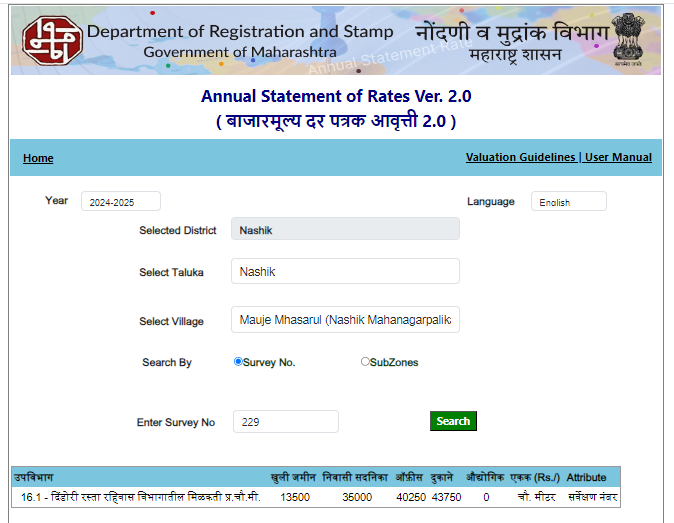 Department of Registration and Stamp
Government of Maharashtra
नोंदणी व मुद्रांक विभाग
महाराष्ट्र शासन
Annual Statement Rate
Annual Statement of Rates Ver. 2.0
( बाजारमूल्य दर पत्रक आवृत्ती 2.0 )
Home Valuation Guidelines | User Manual
Year 2024-2025 Language English
Selected District Nashik
Select Taluka Nashik
Select Village Mauje Mhasarul (Nashik Mahanagarpalik
Search By Survey No. SubZones
Enter Survey No 229 Search
उपविभाग खुली जमीन निवासी सदनिका ऑफ़ीस दुकाने औद्योगिक एकक (Rs./) Attribute
16.1 - दिंडोरी रस्ता रहिवास विभागातील मिळकती प्र.चौ.मी. 13500 35000 40250 43750 0 चौ. मीटर सर्वेक्षण नंबर